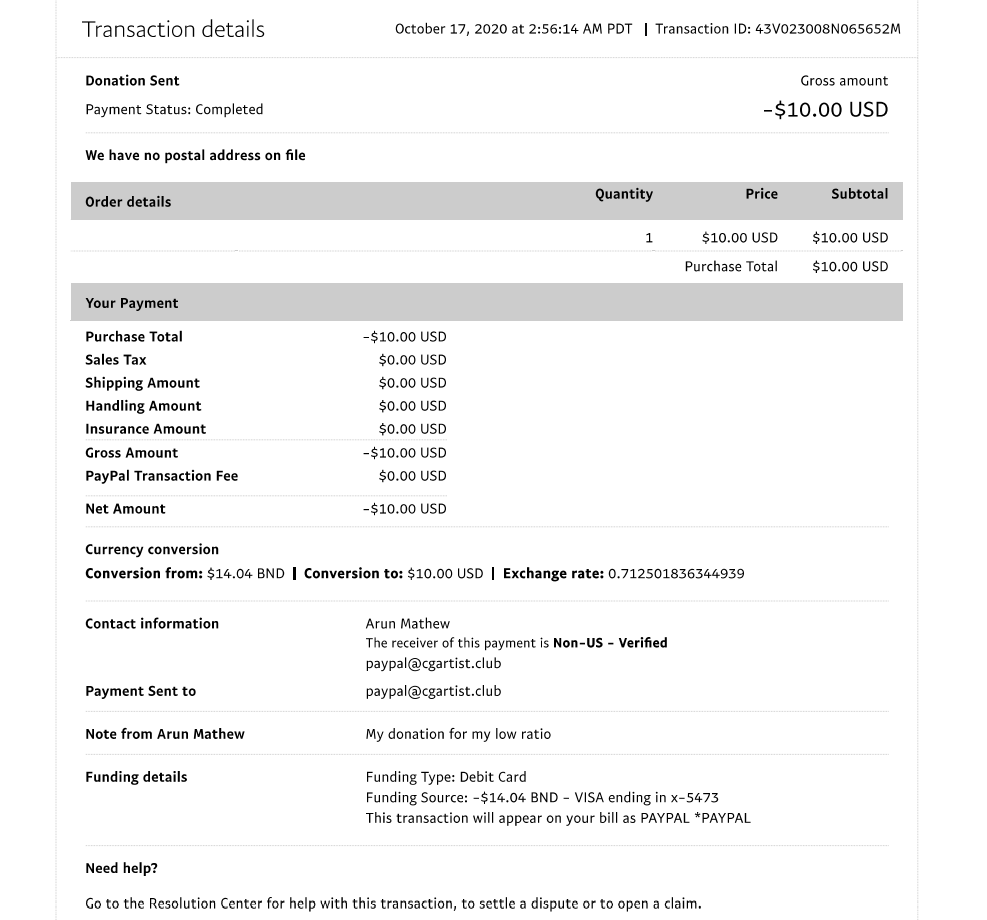 Transaction details
October 17, 2020 at 2:56:14 AM PDT | Transaction ID: 43V023008N065652M
Donation Sent
Gross amount
Payment Status: Completed
-$10.00 USD
We have no postal address on file
Order details Quantity Price Subtotal
1 $10.00 USD $10.00 USD
Purchase Total $10.00 USD
Your Payment
Purchase Total -$10.00 USD
Sales Tax $0.00 USD
Shipping Amount $0.00 USD
Handling Amount $0.00 USD
Insurance Amount $0.00 USD
Gross Amount -$10.00 USD
PayPal Transaction Fee $0.00 USD
Net Amount -$10.00 USD
Currency conversion
Conversion from: $14.04 BND | Conversion to: $10.00 USD | Exchange rate: 0.712501836344939
Contact information Arun Mathew
The receiver of this payment is Non-US - Verified
paypal@cgartist.club
Payment Sent to paypal@cgartist.club
Note from Arun Mathew My donation for my low ratio
Funding details Funding Type: Debit Card
Funding Source: -$14.04 BND - VISA ending in x-5473
This transaction will appear on your bill as PAYPAL *PAYPAL
Need help?
Go to the Resolution Center for help with this transaction, to settle a dispute or to open a claim.